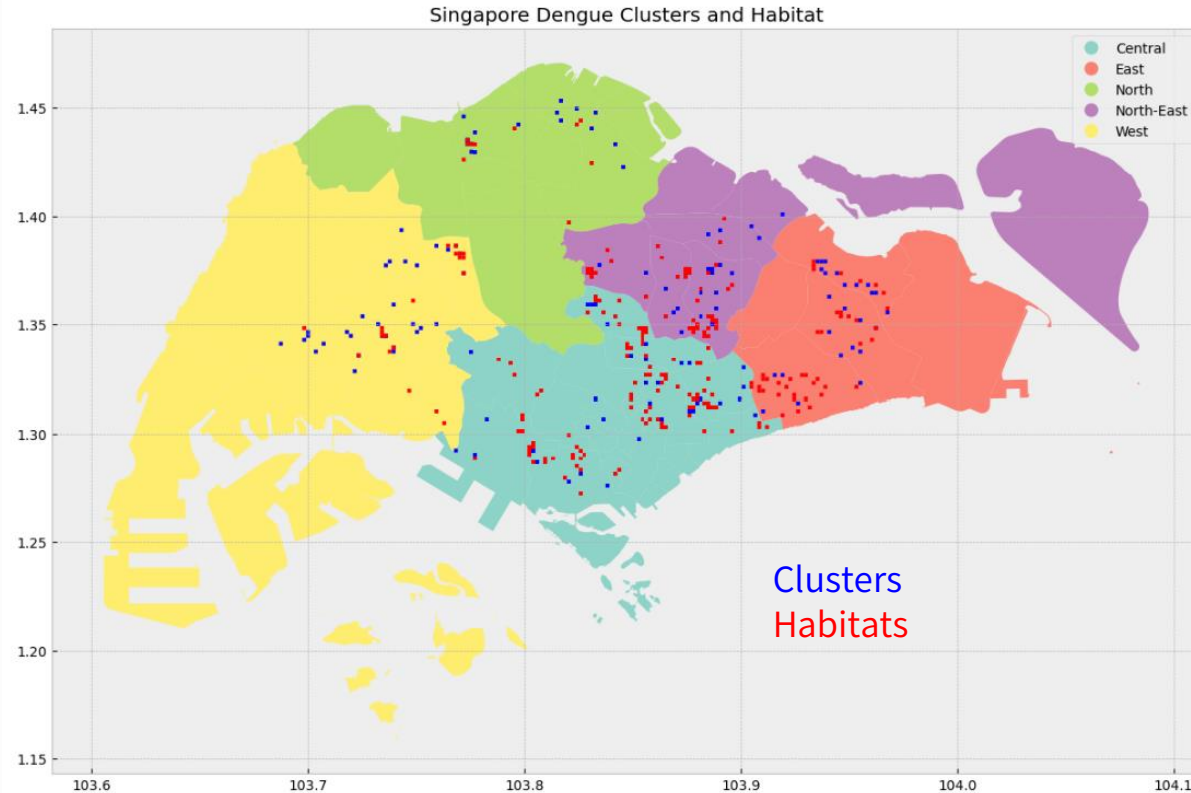 Singapore Dengue Clusters and Habitat
Central
East
North
North-East
West
1.45
1.40
1.35
1.30
1.25
1.20
1.15
Clusters
Habitats
103.6 103.7 103.8 103.9 104.0 104.1